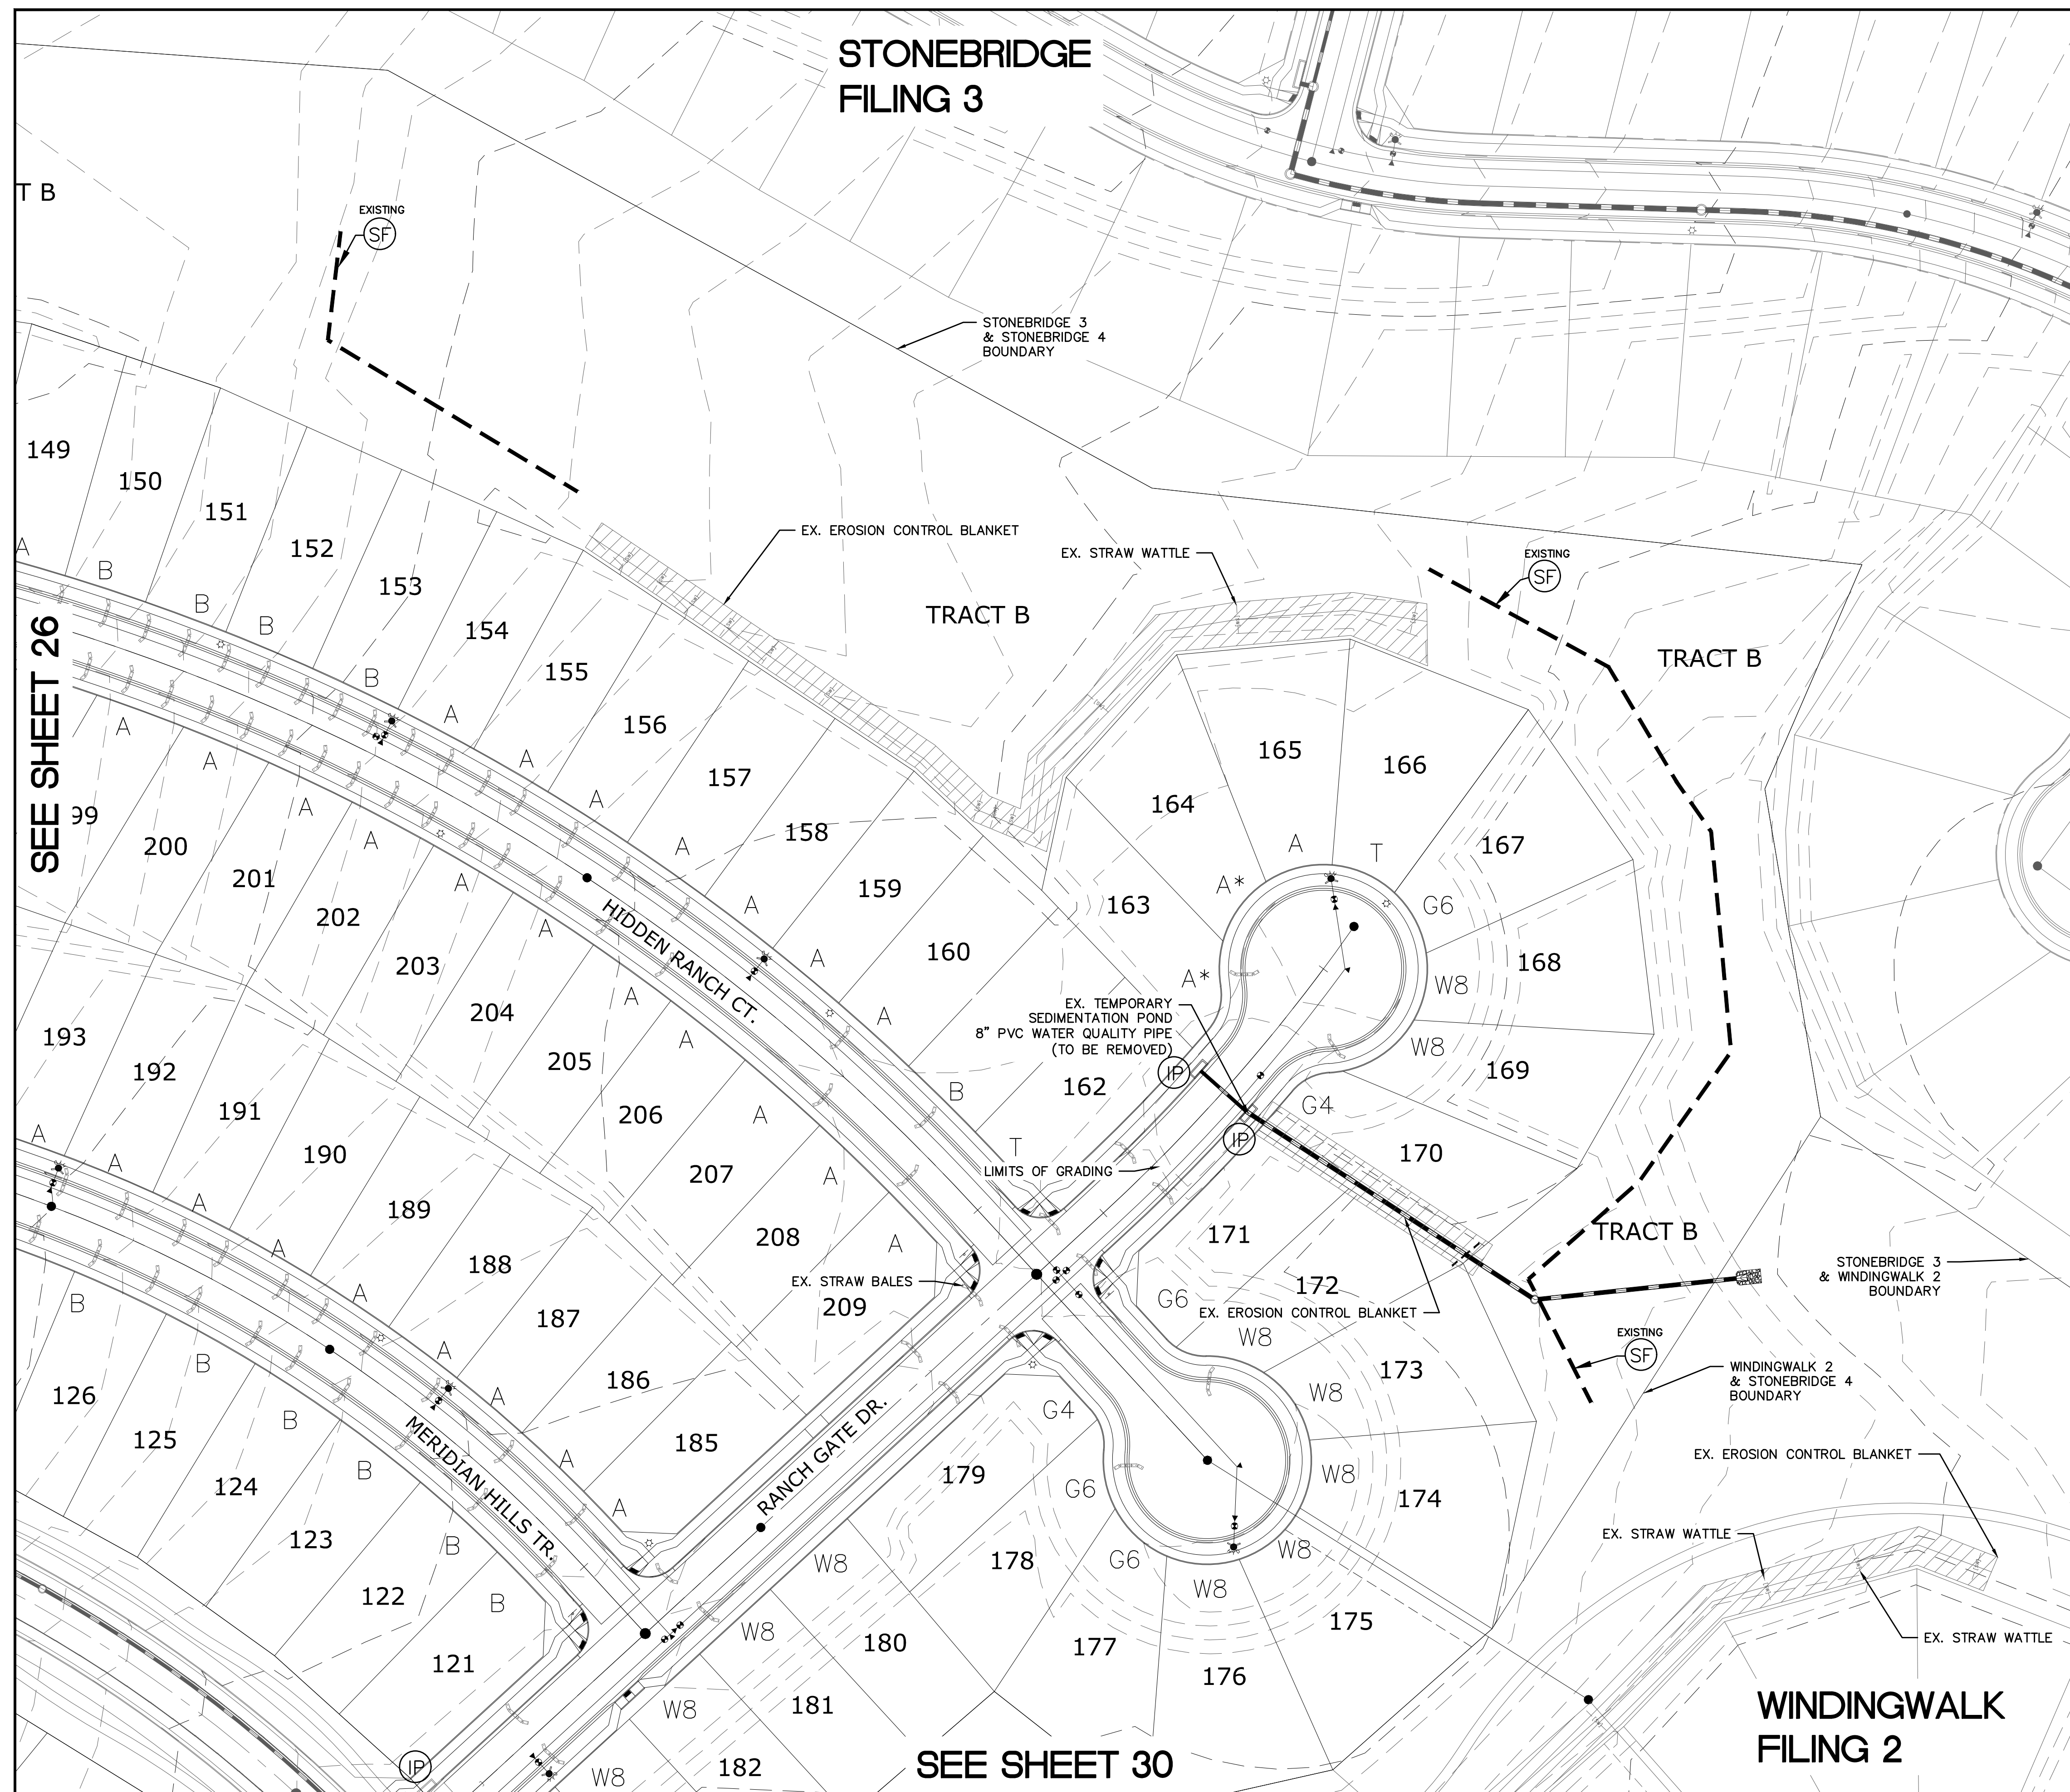 STONEBRIDGE
FILING 3
T B
EXISTING
SF
STONEBRIDGE 3
& STONEBRIDGE 4
BOUNDARY
149
150
151
152
153
154
155
156
157
158
159
160
162
163
164
165
166
167
168
169
170
171
172
173
174
175
176
177
178
179
180
181
182
EX. EROSION CONTROL BLANKET
EX. STRAW WATTLE
EXISTING
SF
TRACT B
TRACT B
SEE SHEET 26
A
B
B
B
B
A
A
A
A
A
A
A
B
T
A
A
A
A
A
A
A
A
A
A
A
99
200
201
202
203
204
205
206
207
208
209
HIDDEN RANCH CT.
A
T
A*
A*
G6
W8
W8
G4
EX. TEMPORARY
SEDIMENTATION POND
8" PVC WATER QUALITY PIPE
(TO BE REMOVED)
IP
IP
LIMITS OF GRADING
193
192
191
190
189
188
187
186
185
A
A
A
A
A
A
A
A
A
EX. STRAW BALES
TRACT B
STONEBRIDGE 3
& WINDINGWALK 2
BOUNDARY
G6
EX. EROSION CONTROL BLANKET
W8
W8
W8
W8
W8
G6
G6
G4
EXISTING
SF
WINDINGWALK 2
& STONEBRIDGE 4
BOUNDARY
126
125
124
123
122
121
B
B
B
B
B
B
MERIDIAN HILLS TR.
RANCH GATE DR.
W8
W8
W8
W8
EX. EROSION CONTROL BLANKET
EX. STRAW WATTLE
EX. STRAW WATTLE
IP
SEE SHEET 30
WINDINGWALK
FILING 2